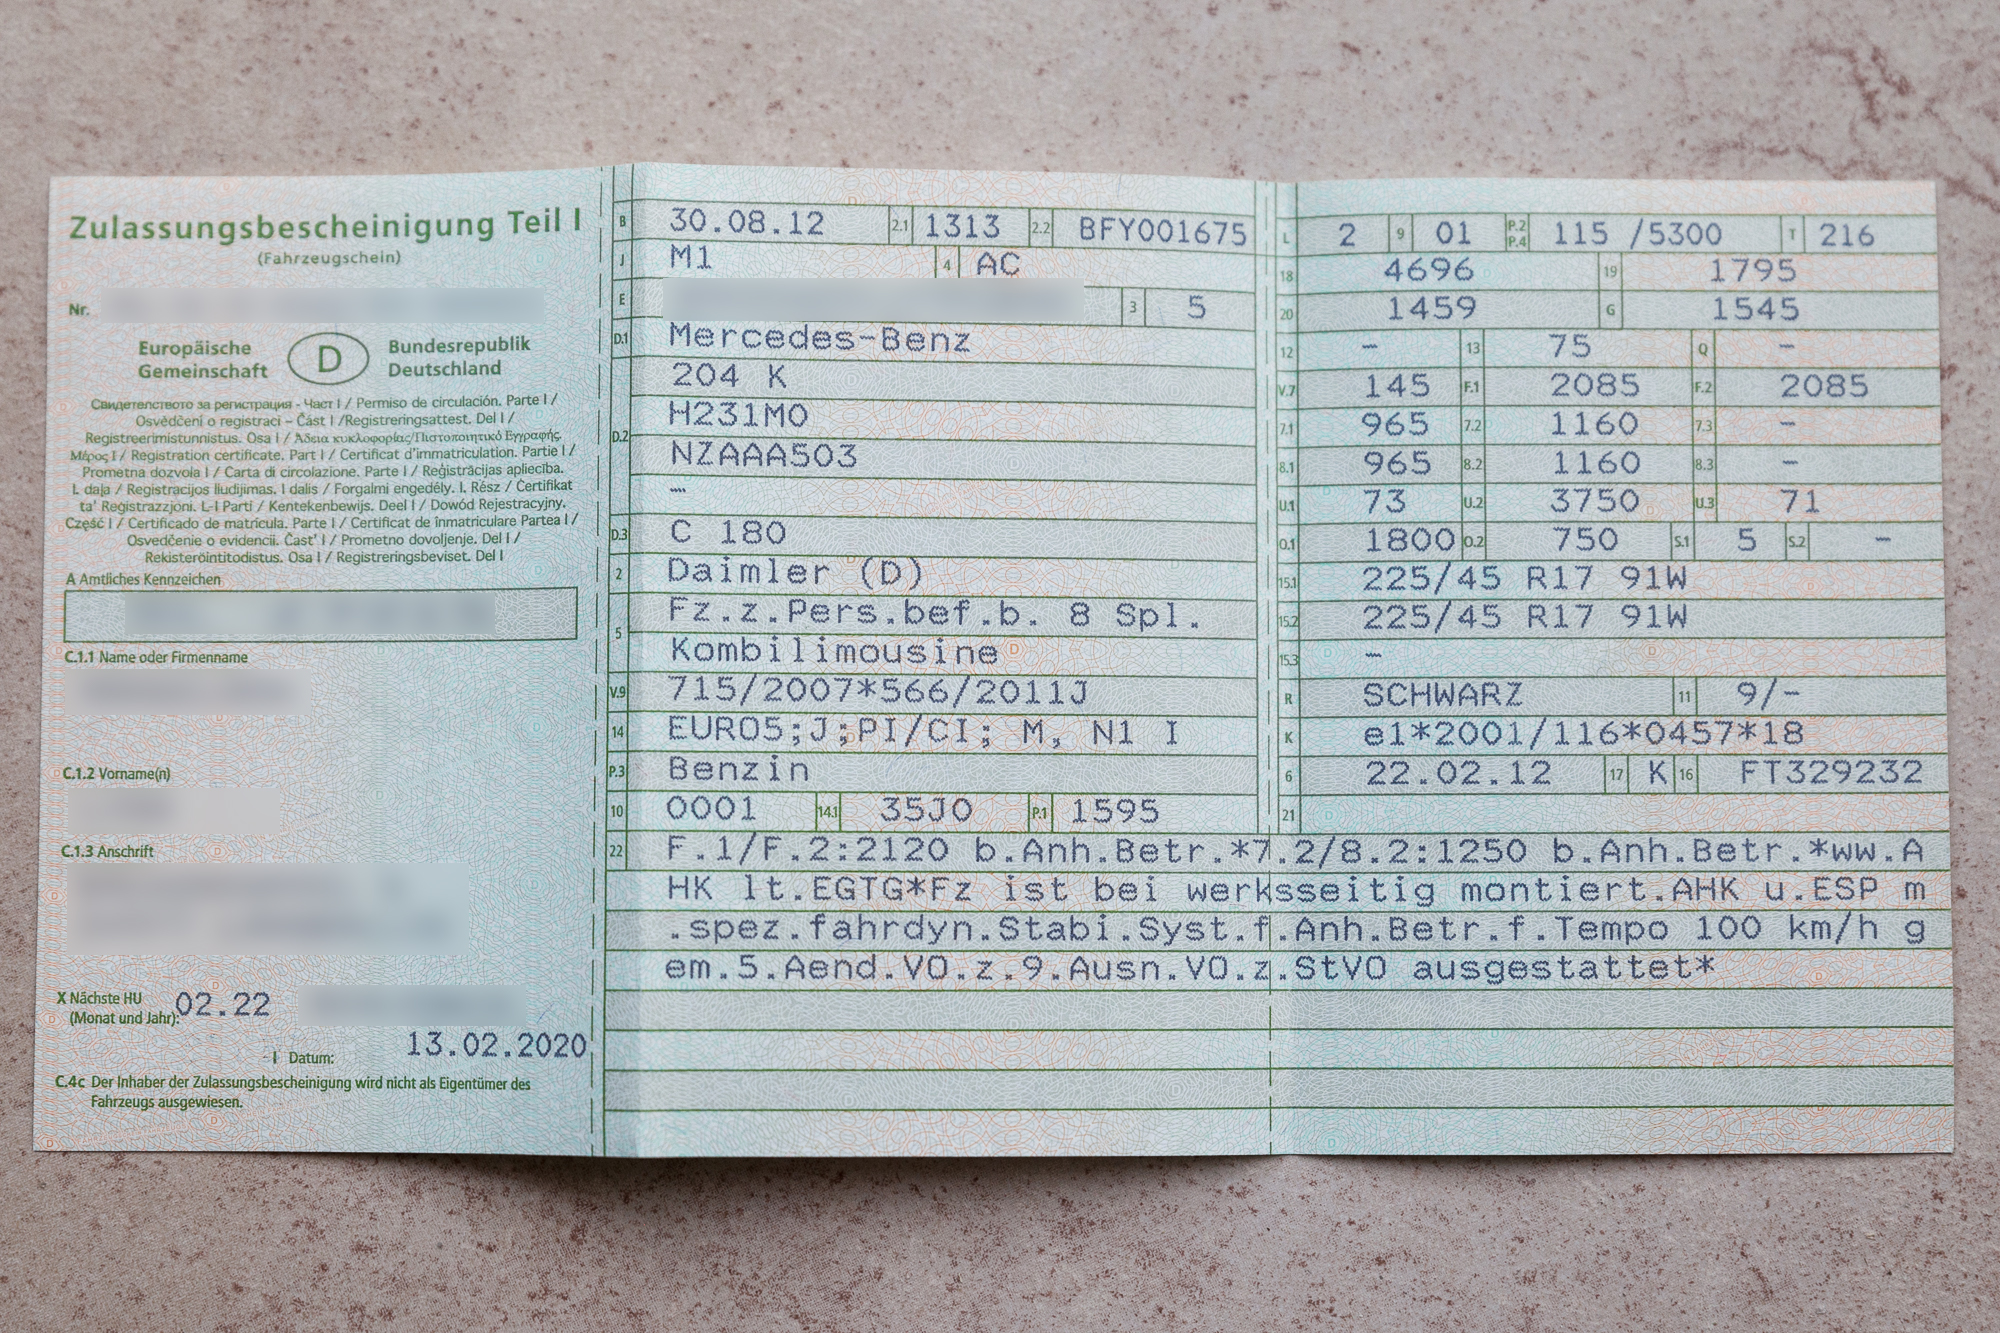 Zulassungsbescheinigung Teil I
(Fahrzeugschein)
Nr.
Europäische Gemeinschaft
D
Bundesrepublik Deutschland
Свидетелството за регистрация - Част I / Permiso de circulación. Parte I /
Osvědčení o registraci – Část I /Registreringsattest. Del I /
Registreerimistunnistus. Osa I / Άδεια κυκλοφορίας/Πιστοποιητικό Εγγραφής.
Μέρος I / Registration certificate. Part I / Certificat d'immatriculation. Partie I /
Prometna dozvola I / Carta di circolazione. Parte I / Reģistrācijas apliecība.
I. daļa / Registracijos liudijimas. I dalis / Forgalmi engedély. I. Rész / Ċertifikat
ta' Reġistrazzjoni. L-I Parti / Kentekenbewijs. Deel I / Dowód Rejestracyjny.
Część I / Certificado de matrícula. Parte I / Certificat de înmatriculare Partea I /
Osvedčenie o evidencii. Časť I / Prometno dovoljenje. Del I /
Rekisteröintitodistus. Osa I / Registreringsbeviset. Del I
A Amtliches Kennzeichen
C.1.1 Name oder Firmenname
C.1.2 Vorname(n)
C.1.3 Anschrift
X Nächste HU
(Monat und Jahr): 02.22
I Datum: 13.02.2020
C.4c Der Inhaber der Zulassungsbescheinigung wird nicht als Eigentümer des
Fahrzeugs ausgewiesen.
B 30.08.12 2.1 1313 2.2 BFY001675
J M1 4 AC
E 3 5
D.1 Mercedes-Benz
204 K
H231M0
D.2 NZAAA503
–
D.3 C 180
2 Daimler (D)
5 Fz.z.Pers.bef.b. 8 Spl.
Kombilimousine
V.9 715/2007*566/2011J
14 EURO5;J;PI/CI; M, N1 I
P.3 Benzin
10 0001 14.1 35J0 P.1 1595
L 2 9 01 P.2 P.4 115 /5300 T 216
18 4696 19 1795
20 1459 G 1545
12 – 13 75 Q –
V.7 145 F.1 2085 F.2 2085
7.1 965 7.2 1160 7.3 –
8.1 965 8.2 1160 8.3 –
U.1 73 U.2 3750 U.3 71
O.1 1800 O.2 750 S.1 5 S.2 –
15.1 225/45 R17 91W
15.2 225/45 R17 91W
15.3 –
R SCHWARZ 11 9/–
K e1*2001/116*0457*18
6 22.02.12 17 K 16 FT329232
21
22 F.1/F.2:2120 b.Anh.Betr.*7.2/8.2:1250 b.Anh.Betr.*ww.A
HK lt.EGTG*Fz ist bei werksseitig montiert.AHK u.ESP m
.spez.fahrdyn.Stabi.Syst.f.Anh.Betr.f.Tempo 100 km/h g
em.5.Aend.VO.z.9.Ausn.VO.z.StVO ausgestattet*